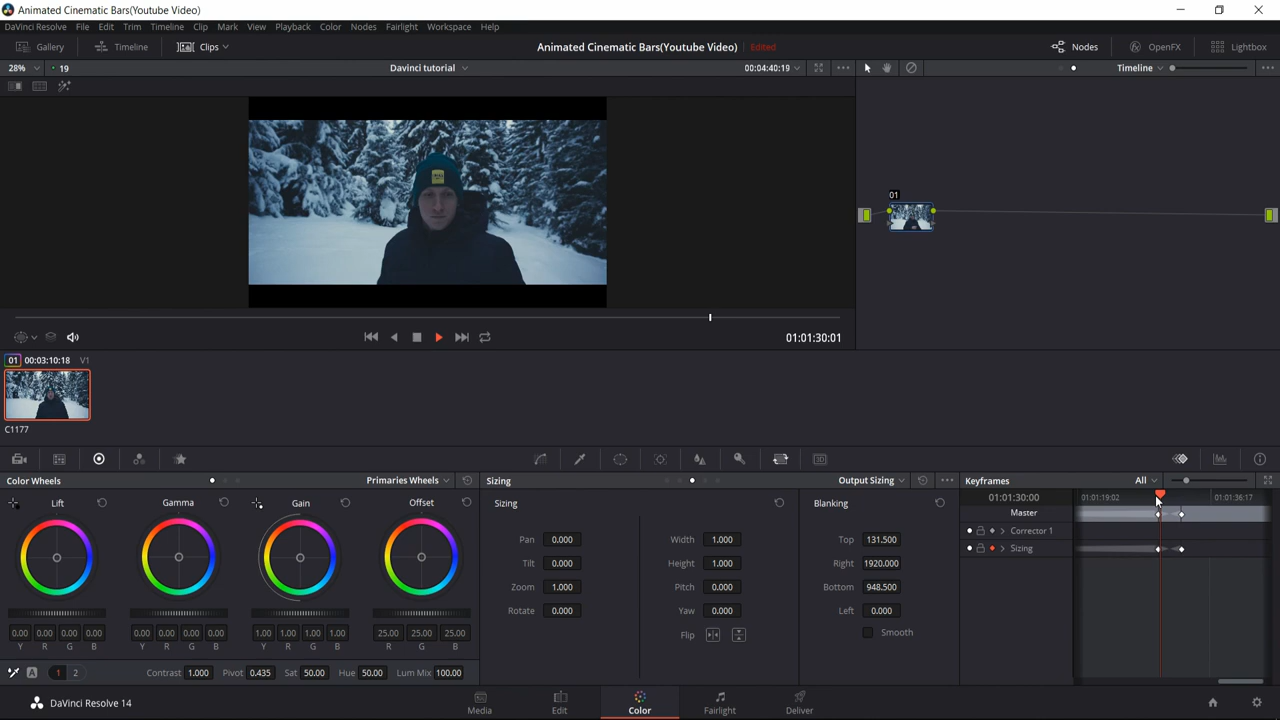 Animated Cinematic Bars(Youtube Video)
DaVinci Resolve File Edit Trim Timeline Clip Mark View Playback Color Nodes Fairlight Workspace Help
Gallery Timeline Clips Animated Cinematic Bars(Youtube Video) Edited Nodes OpenFX Lightbox
28% 19 Davinci tutorial 00:04:40:19 Timeline
01
01:01:30:01
01 00:03:10:18 V1
C1177
3D
Color Wheels Primaries Wheels Sizing Output Sizing Keyframes All
01:01:30:00 01:01:19:02 01:01:36:17
Lift Gamma Gain Offset Sizing Blanking
Master
Corrector 1
Sizing
Pan 0.000 Width 1.000 Top 131.500
Tilt 0.000 Height 1.000 Right 1920.000
Zoom 1.000 Pitch 0.000 Bottom 948.500
Rotate 0.000 Yaw 0.000 Left 0.000
Flip Smooth
0.00 0.00 0.00 0.00 0.00 0.00 0.00 0.00 1.00 1.00 1.00 1.00 25.00 25.00 25.00
Y R G B Y R G B Y R G B R G B
A 1 2 Contrast 1.000 Pivot 0.435 Sat 50.00 Hue 50.00 Lum Mix 100.00
DaVinci Resolve 14 Media Edit Color Fairlight Deliver